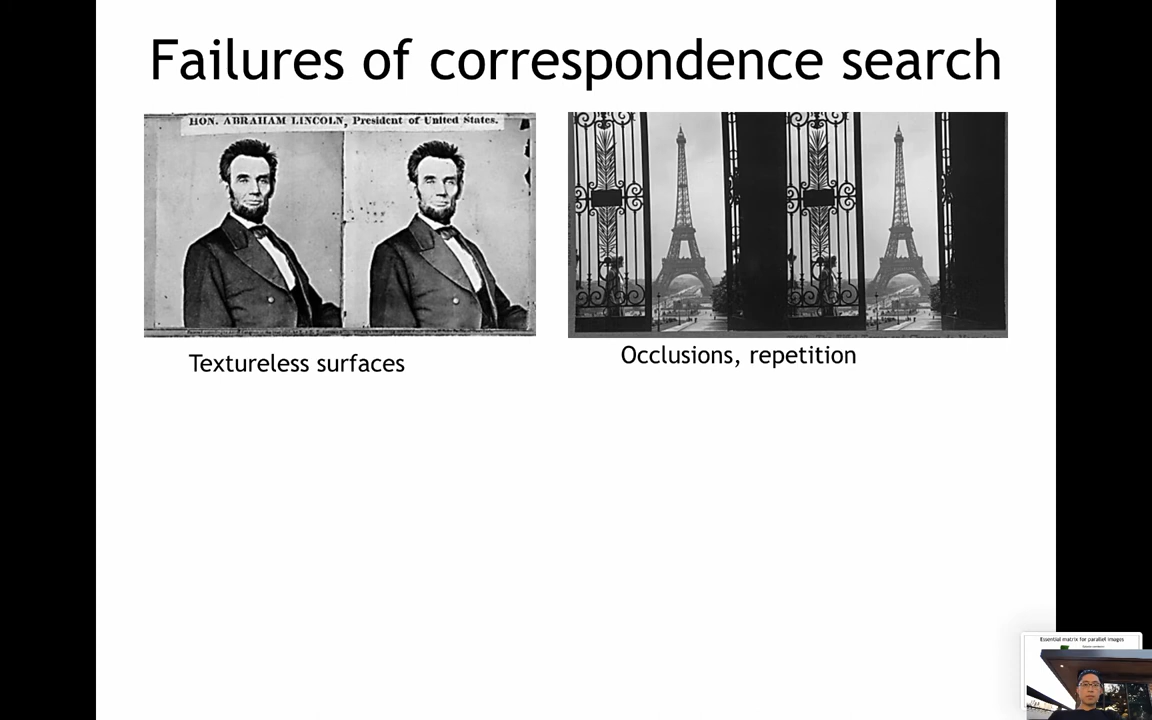 Failures of correspondence search
HON. ABRAHAM LINCOLN, President of United States.
Textureless surfaces
Occlusions, repetition
Essential matrix for parallel images